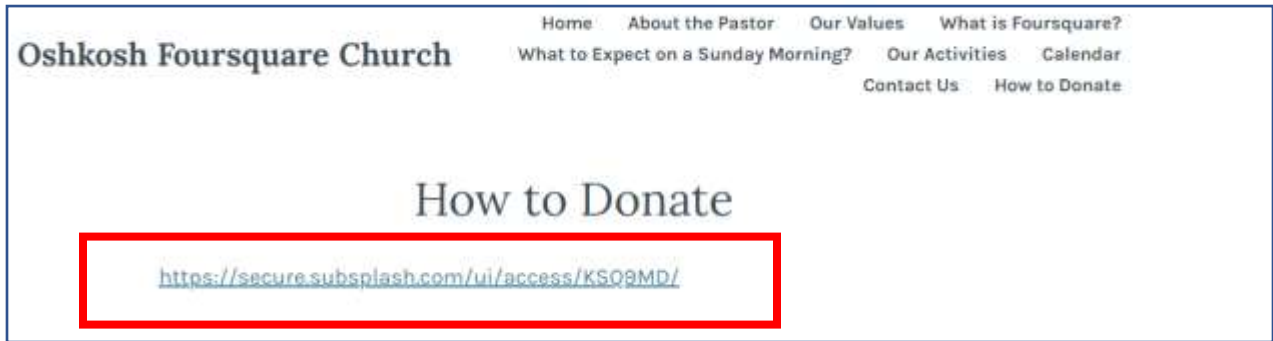 Oshkosh Foursquare Church
Home About the Pastor Our Values What is Foursquare?
What to Expect on a Sunday Morning? Our Activities Calendar
Contact Us How to Donate
How to Donate
https://secure.subsplash.com/ui/access/KSQ9MD/